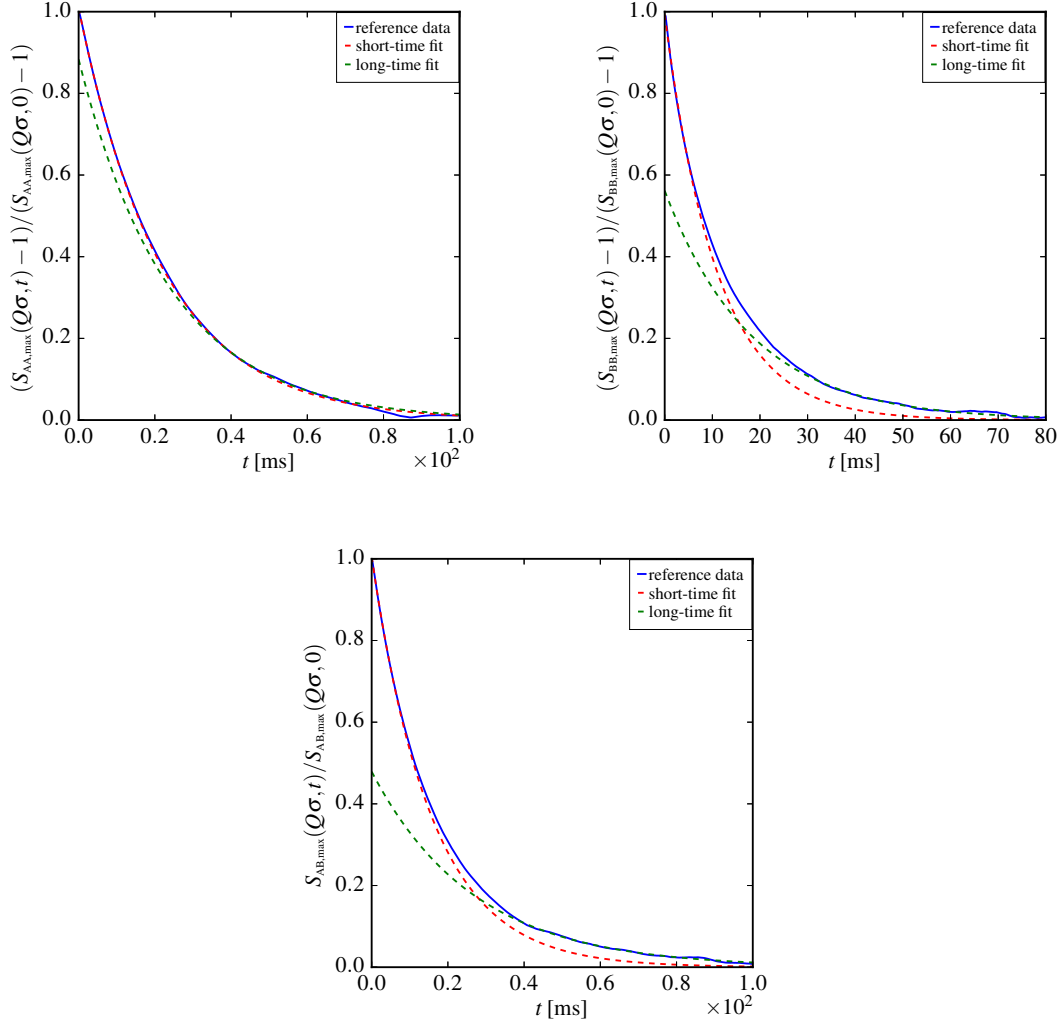 1.0
0.8
0.6
0.4
0.2
0.0
(S_AA,max(Qσ,t) − 1)/(S_AA,max(Qσ,0) − 1)
reference data
short-time fit
long-time fit
0.0 0.2 0.4 0.6 0.8 1.0
t [ms]
×10²
1.0
0.8
0.6
0.4
0.2
0.0
(S_BB,max(Qσ,t) − 1)/(S_BB,max(Qσ,0) − 1)
reference data
short-time fit
long-time fit
0 10 20 30 40 50 60 70 80
t [ms]
1.0
0.8
0.6
0.4
0.2
0.0
S_AB,max(Qσ,t)/S_AB,max(Qσ,0)
reference data
short-time fit
long-time fit
0.0 0.2 0.4 0.6 0.8 1.0
t [ms]
×10²